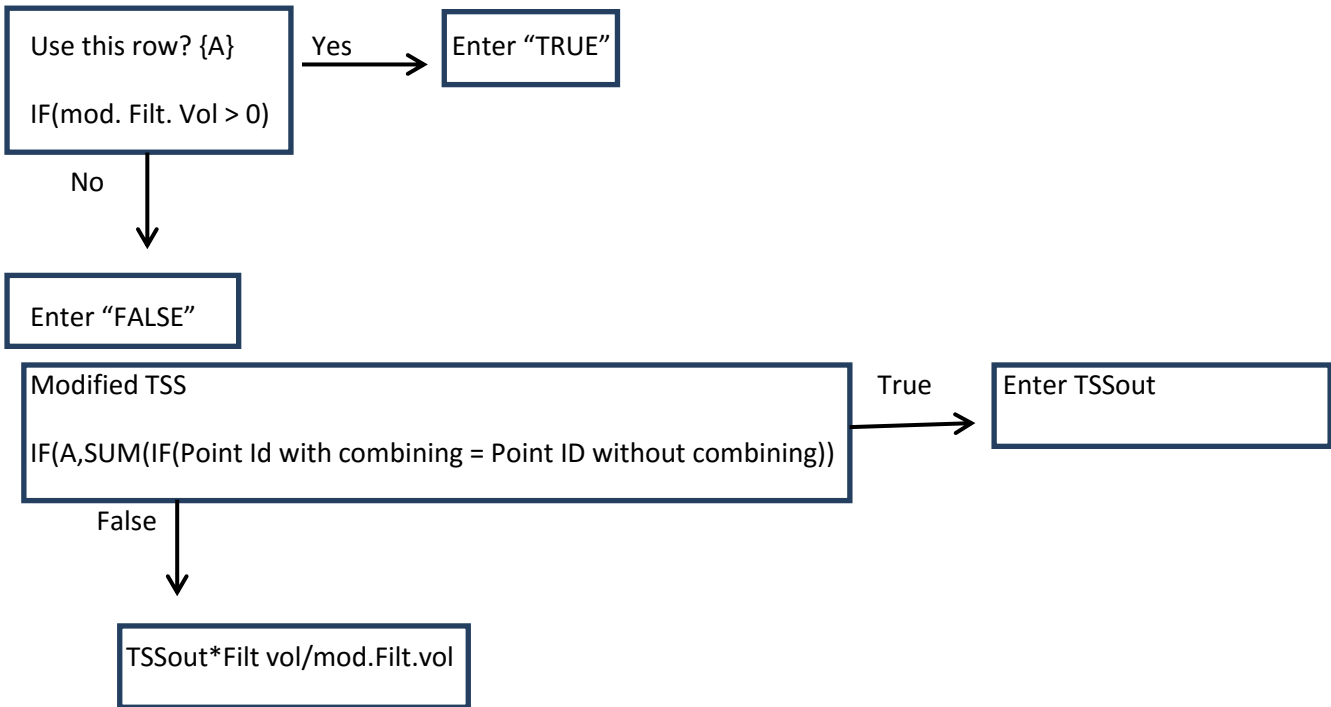 Use this row? {A}
Yes
Enter “TRUE”
IF(mod. Filt. Vol > 0)
No
Enter “FALSE”
Modified TSS
True
Enter TSSout
IF(A,SUM(IF(Point Id with combining = Point ID without combining))
False
TSSout*Filt vol/mod.Filt.vol